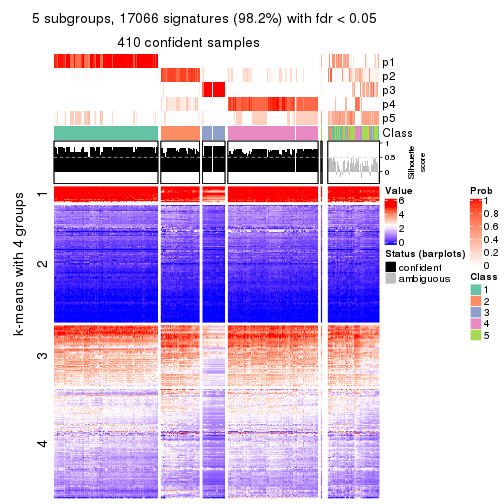 5 subgroups, 17066 signatures (98.2%) with fdr < 0.05
410 confident samples
p1
p2
p3
p4
p5
Class
1
0.5
0
Silhouette
score
k-means with 4 groups
1
2
3
4
Value
6
4
2
0
Status (barplots)
confident
ambiguous
Prob
1
0.8
0.6
0.4
0.2
0
Class
1
2
3
4
5